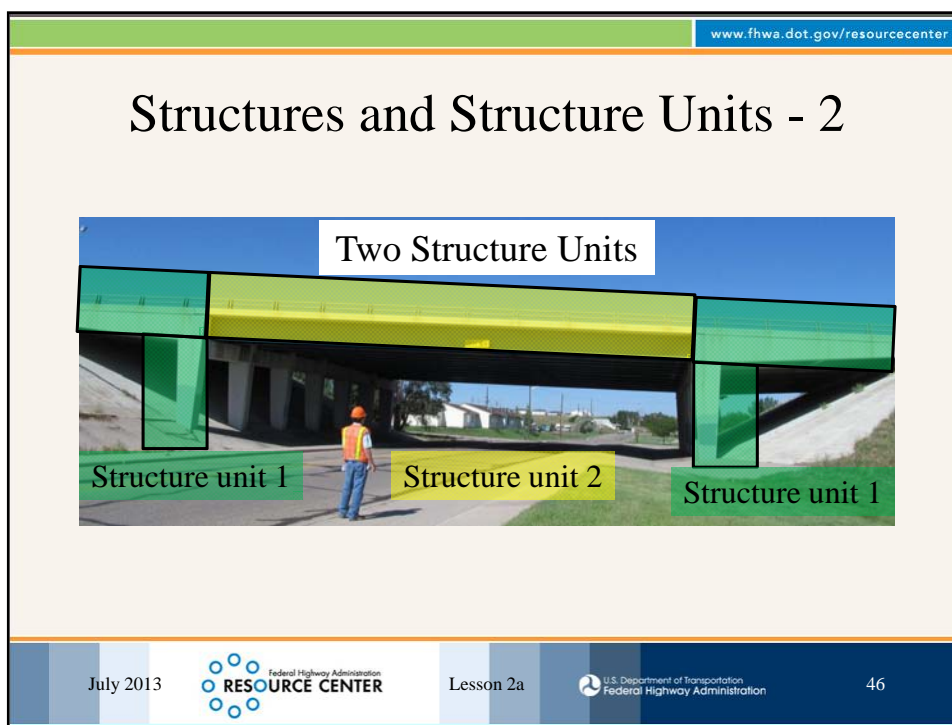 www.fhwa.dot.gov/resourcecenter
Structures and Structure Units - 2
Two Structure Units
Structure unit 1
Structure unit 2
Structure unit 1
July 2013
Federal Highway Administration
RESOURCE CENTER
Lesson 2a
U.S. Department of Transportation
Federal Highway Administration
46